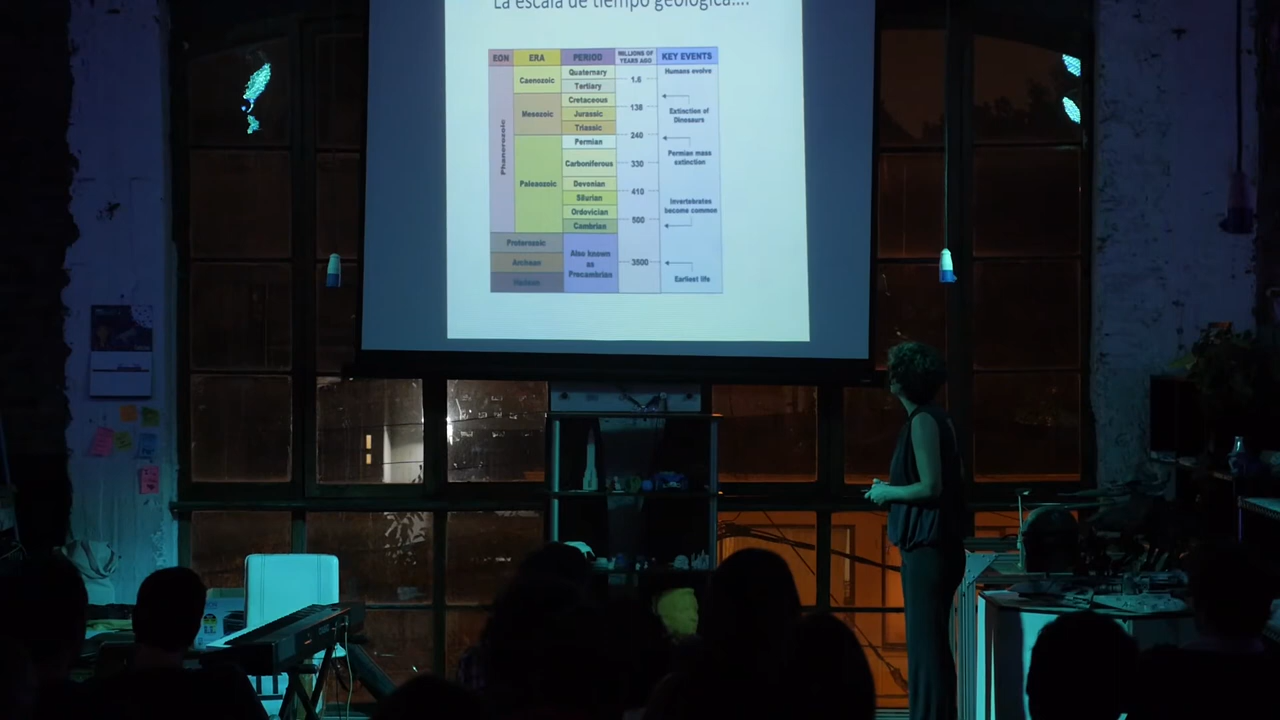 La escala de tiempo geológica....
EON ERA PERIOD MILLIONS OF YEARS AGO KEY EVENTS
Phanerozoic
Caenozoic
Mesozoic
Paleaozoic
Quaternary
Tertiary
Cretaceous
Jurassic
Triassic
Permian
Carboniferous
Devonian
Silurian
Ordovician
Cambrian
Proterozoic
Archean
Hadean
Also known
as
Precambrian
1.6
138
240
330
410
500
3500
Humans evolve
Extinction of
Dinosaurs
Permian mass
extinction
Invertebrates
become common
Earliest life